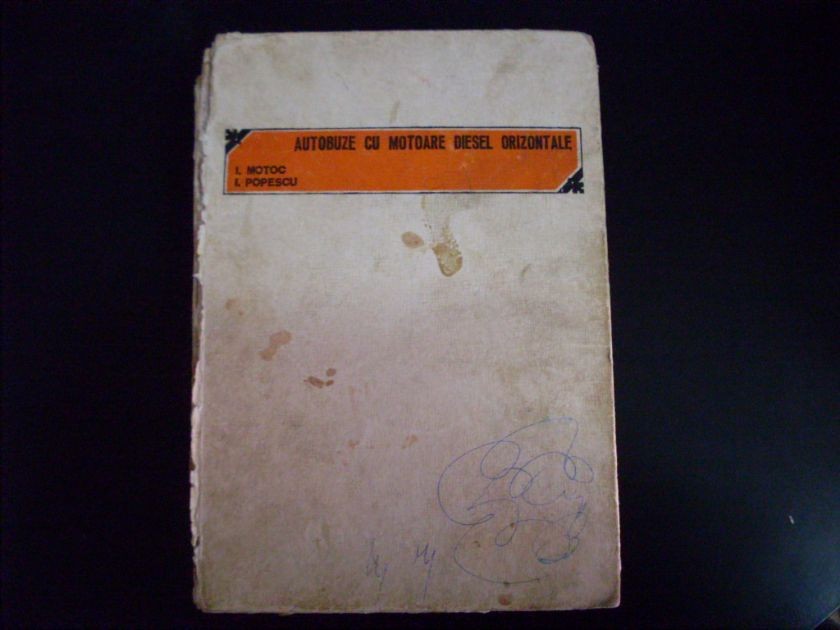 AUTOBUZE CU MOTOARE DIESEL ORIZONTALE
I. MOTOC
I. POPESCU